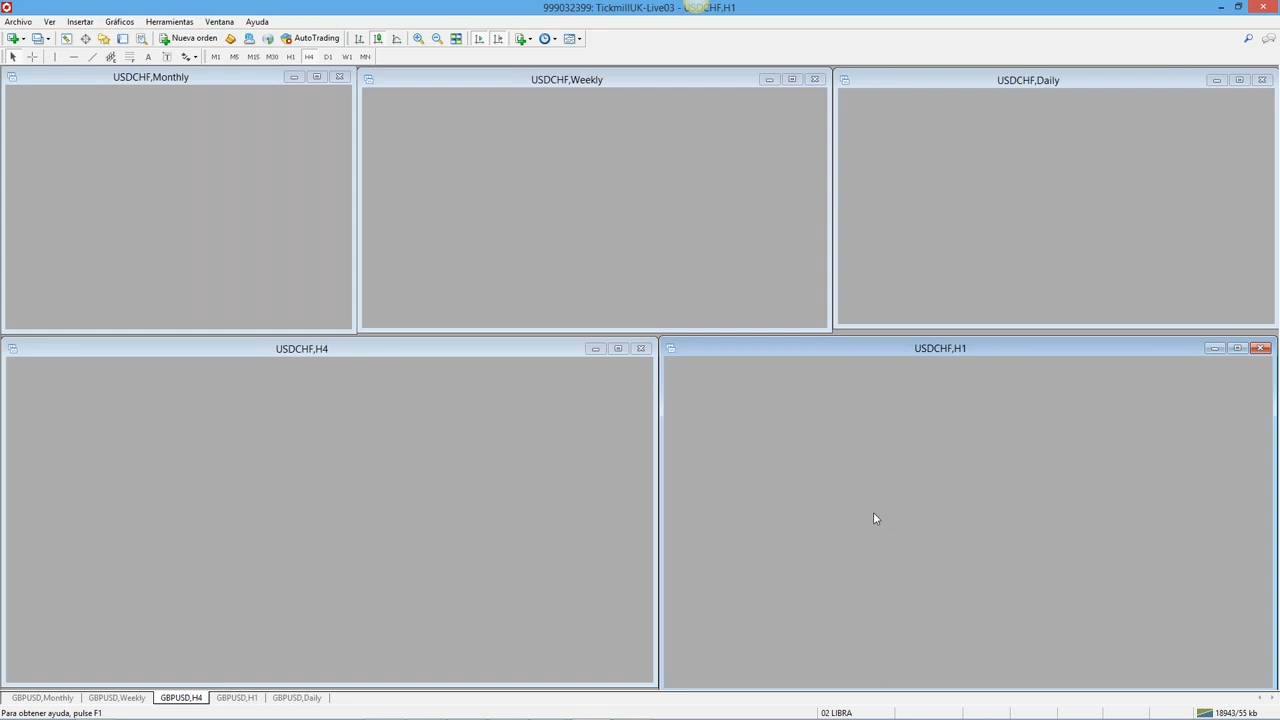 999032399: TickmillUK-Live03 - USDCHF,H1
Archivo Ver Insertar Gráficos Herramientas Ventana Ayuda
Nueva orden AutoTrading
A T M1 M5 M15 M30 H1 H4 D1 W1 MN
USDCHF,Monthly
USDCHF,Weekly
USDCHF,Daily
USDCHF,H4
USDCHF,H1
GBPUSD,Monthly GBPUSD,Weekly GBPUSD,H4 GBPUSD,H1 GBPUSD,Daily
Para obtener ayuda, pulse F1 02 LIBRA 18943/55 kb